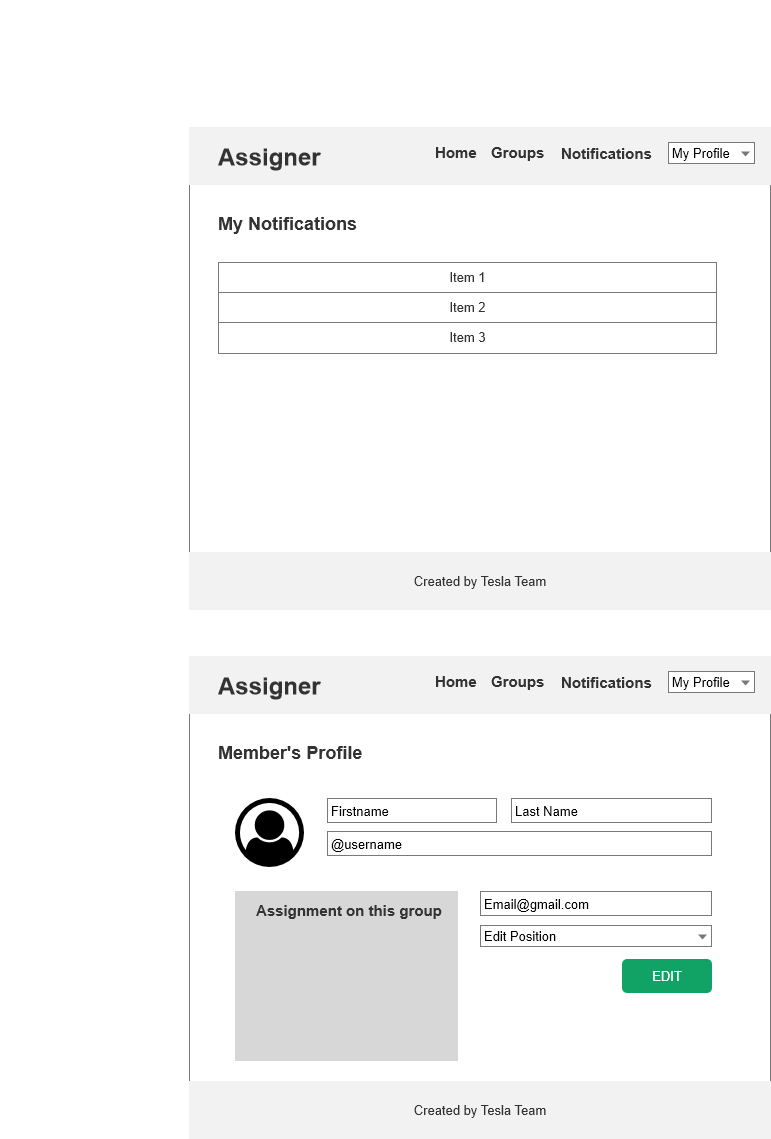 Assigner Home Groups Notifications My Profile
My Notifications
Item 1
Item 2
Item 3
Created by Tesla Team
Assigner Home Groups Notifications My Profile
Member's Profile
Firstname Last Name
@username
Assignment on this group
Email@gmail.com
Edit Position
EDIT
Created by Tesla Team